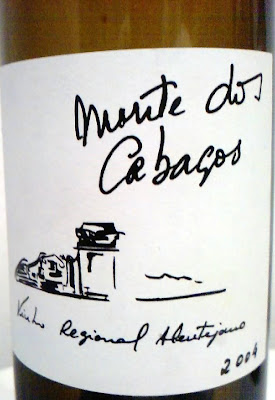 Monte dos
Cabaços
Vinho Regional Alentejano
2004